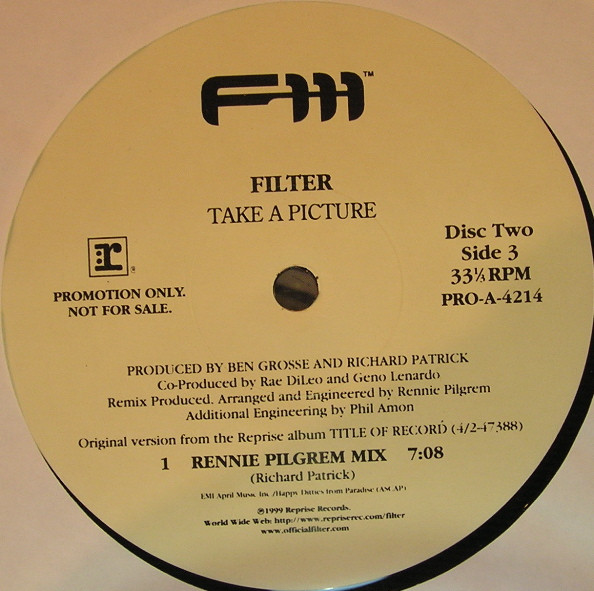 TM
FILTER
TAKE A PICTURE
Disc Two
Side 3
33⅓ RPM
PRO-A-4214
r
PROMOTION ONLY.
NOT FOR SALE.
PRODUCED BY BEN GROSSE AND RICHARD PATRICK
Co-Produced by Rae DiLeo and Geno Lenardo
Remix Produced, Arranged and Engineered by Rennie Pilgrem
Additional Engineering by Phil Amon
Original version from the Reprise album TITLE OF RECORD (4/2-47388)
1 RENNIE PILGREM MIX 7:08
(Richard Patrick)
EMI April Music Inc./Happy Ditties from Paradise (ASCAP)
℗1999 Reprise Records.
World Wide Web: http://www.repriserec.com/filter
www.officialfilter.com